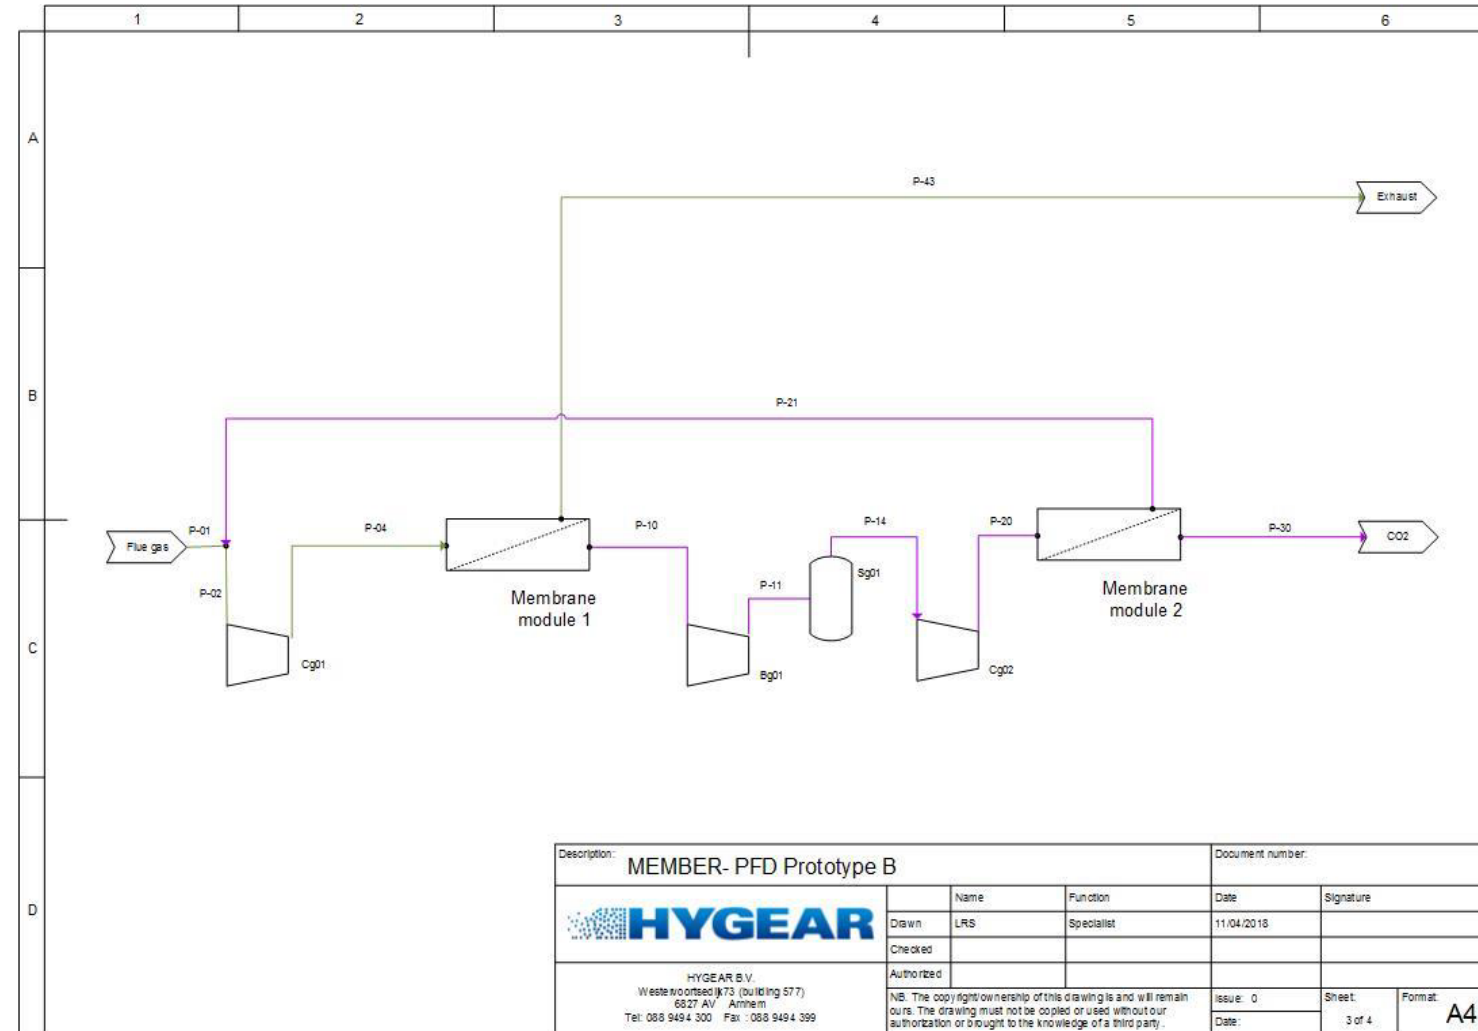 1 2 3 4 5 6
A
P-43
Exhaust
B
P-21
P-01
Flue gas
P-04
P-10
P-14
P-20
P-30
CO2
P-02
P-11
Sg01
Membrane
module 1
Membrane
module 2
C
Cg01
Bg01
Cg02
D
Description: MEMBER- PFD Prototype B
Document number:
HYGEAR
Name Function Date Signature
Drawn LRS Specialist 11/04/2018
Checked
Authorized
HYGEAR B.V.
Westervoortsedijk73 (building 577)
6827 AV Arnhem
Tel: 088 9494 300 Fax : 088 9494 399
NB. The copyright/ownership of this drawing is and will remain
ours. The drawing must not be copied or used without our
authorization or brought to the knowledge of a third party.
Issue: 0
Date:
Sheet:
3 of 4
Format:
A4